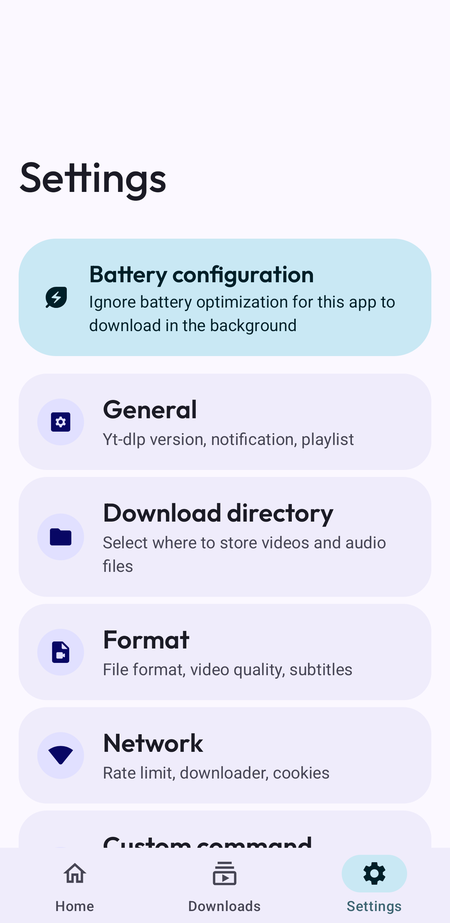 Settings
Battery configuration
Ignore battery optimization for this app to
download in the background
General
Yt-dlp version, notification, playlist
Download directory
Select where to store videos and audio
files
Format
File format, video quality, subtitles
Network
Rate limit, downloader, cookies
Custom command
Home
Downloads
Settings